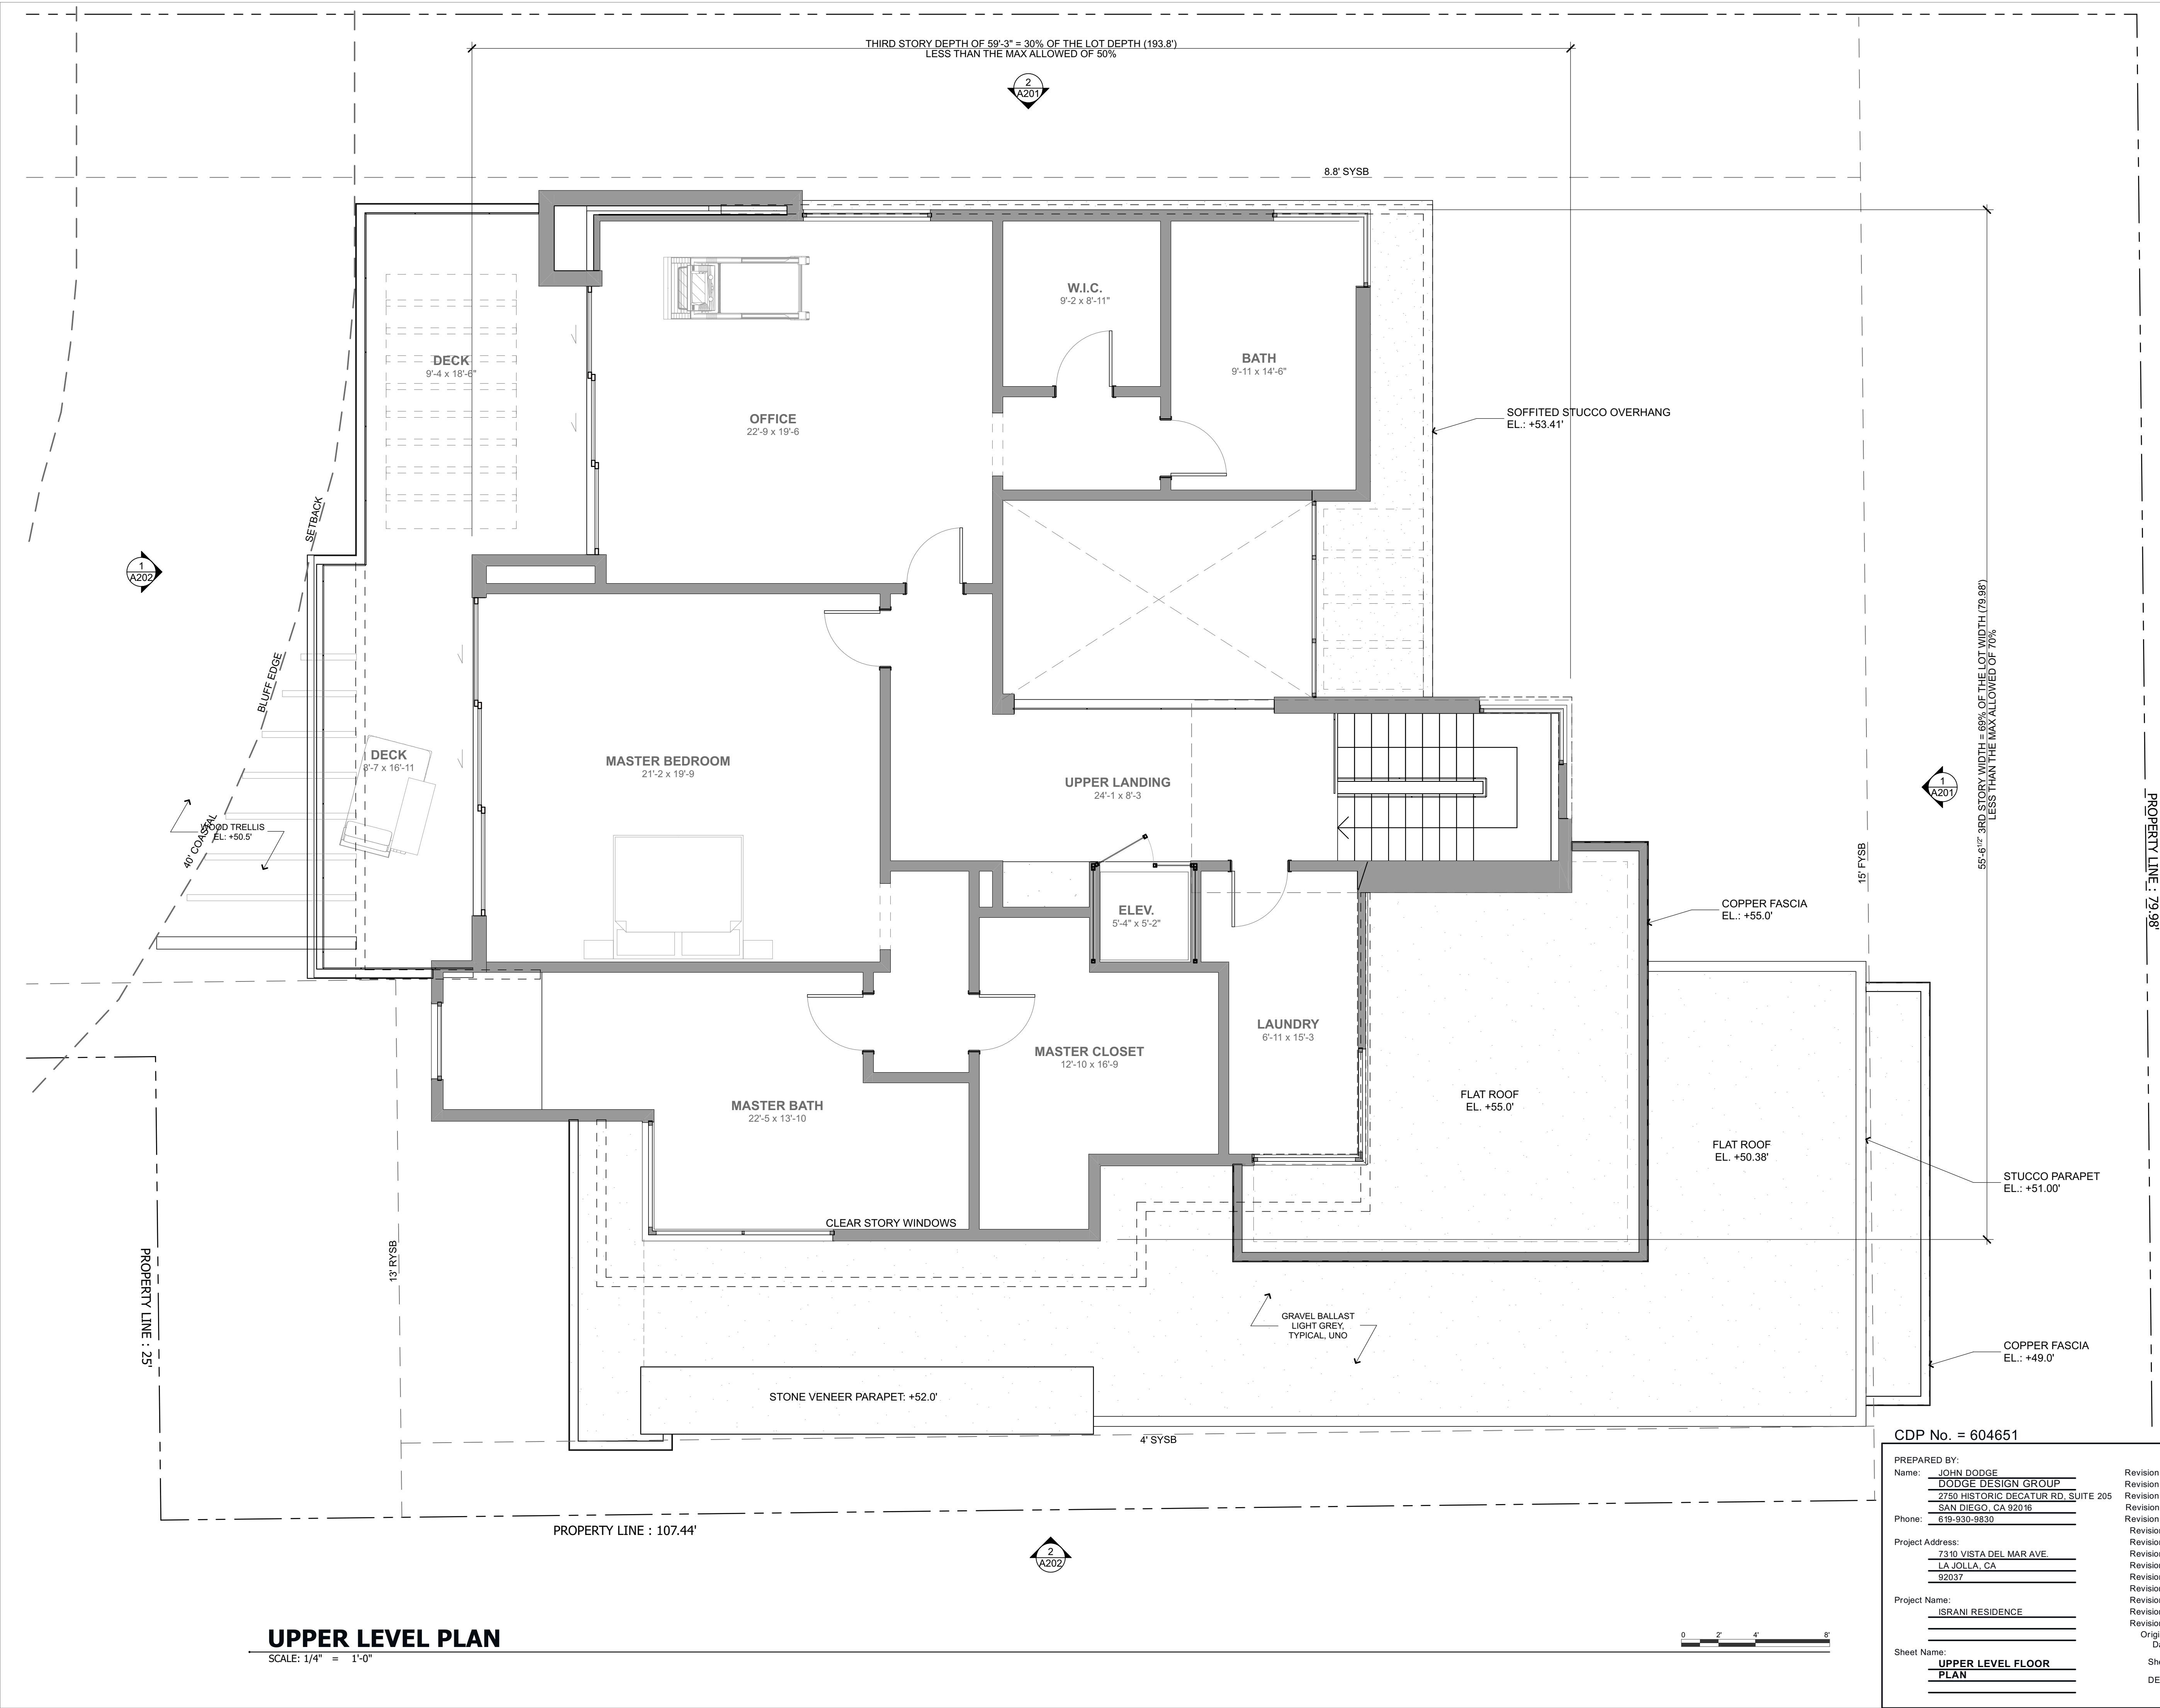 THIRD STORY DEPTH OF 59'-3" = 30% OF THE LOT DEPTH (193.8')
LESS THAN THE MAX ALLOWED OF 50%
2
A201
8.8' SYSB
W.I.C.
9'-2 x 8'-11"
DECK
9'-4 x 18'-6"
BATH
9'-11 x 14'-6"
OFFICE
22'-9 x 19'-6
SOFFITED STUCCO OVERHANG
EL.: +53.41'
SETBACK
1
A202
55'-6 1/2" 3RD STORY WIDTH = 69% OF THE LOT WIDTH (79.98')
LESS THAN THE MAX ALLOWED OF 70%
BLUFF EDGE
DECK
8'-7 x 16'-11
MASTER BEDROOM
21'-2 x 19'-9
UPPER LANDING
24'-1 x 8'-3
1
A201
PROPERTY LINE : 79.98'
WOOD TRELLIS
EL: +50.5'
40' COASTAL
15' FYSB
ELEV.
5'-4" x 5'-2"
COPPER FASCIA
EL.: +55.0'
LAUNDRY
6'-11 x 15'-3
MASTER CLOSET
12'-10 x 16'-9
MASTER BATH
22'-5 x 13'-10
FLAT ROOF
EL. +55.0'
FLAT ROOF
EL. +50.38'
STUCCO PARAPET
EL.: +51.00'
CLEAR STORY WINDOWS
13' RYSB
PROPERTY LINE : 25'
GRAVEL BALLAST
LIGHT GREY,
TYPICAL, UNO
COPPER FASCIA
EL.: +49.0'
STONE VENEER PARAPET: +52.0'
4' SYSB
PROPERTY LINE : 107.44'
2
A202
CDP No. = 604651
PREPARED BY:
Name: JOHN DODGE Revision
DODGE DESIGN GROUP Revision
2750 HISTORIC DECATUR RD, SUITE 205 Revision
SAN DIEGO, CA 92016 Revision
Phone: 619-930-9830 Revision
Project Address:
7310 VISTA DEL MAR AVE.
LA JOLLA, CA
92037
Project Name:
ISRANI RESIDENCE
Sheet Name:
UPPER LEVEL FLOOR
PLAN
UPPER LEVEL PLAN
SCALE: 1/4" = 1'-0"
0 2' 4' 8'